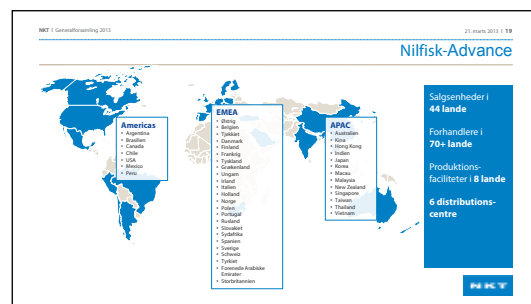 NKT | Generalforsamling 2013
21. marts 2013 | 19
Nilfisk-Advance
Americas
• Argentina
• Brasilien
• Canada
• Chile
• USA
• Mexico
• Peru
EMEA
• Østrig
• Belgien
• Tjekkiet
• Danmark
• Finland
• Frankrig
• Tyskland
• Grækenland
• Ungarn
• Irland
• Italien
• Holland
• Norge
• Polen
• Portugal
• Rusland
• Slovakiet
• Sydafrika
• Spanien
• Sverige
• Schweiz
• Tyrkiet
• Forenede Arabiske
Emirater
• Storbritannien
APAC
• Australien
• Kina
• Hong Kong
• Indien
• Japan
• Korea
• Macau
• Malaysia
• New Zealand
• Singapore
• Taiwan
• Thailand
• Vietnam
Salgsenheder i
44 lande
Forhandlere i
70+ lande
Produktions-
faciliteter i 8 lande
6 distributions-
centre
NKT